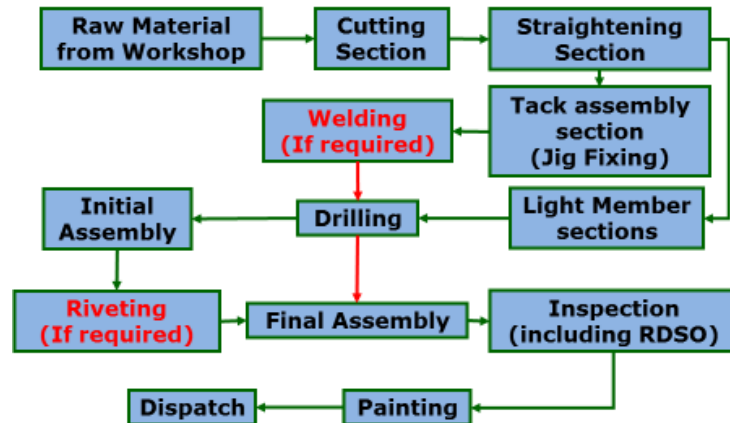 Raw Material
from Workshop
Cutting
Section
Straightening
Section
Welding
(If required)
Tack assembly
section
(Jig Fixing)
Initial
Assembly
Drilling
Light Member
sections
Riveting
(If required)
Final Assembly
Inspection
(including RDSO)
Dispatch
Painting